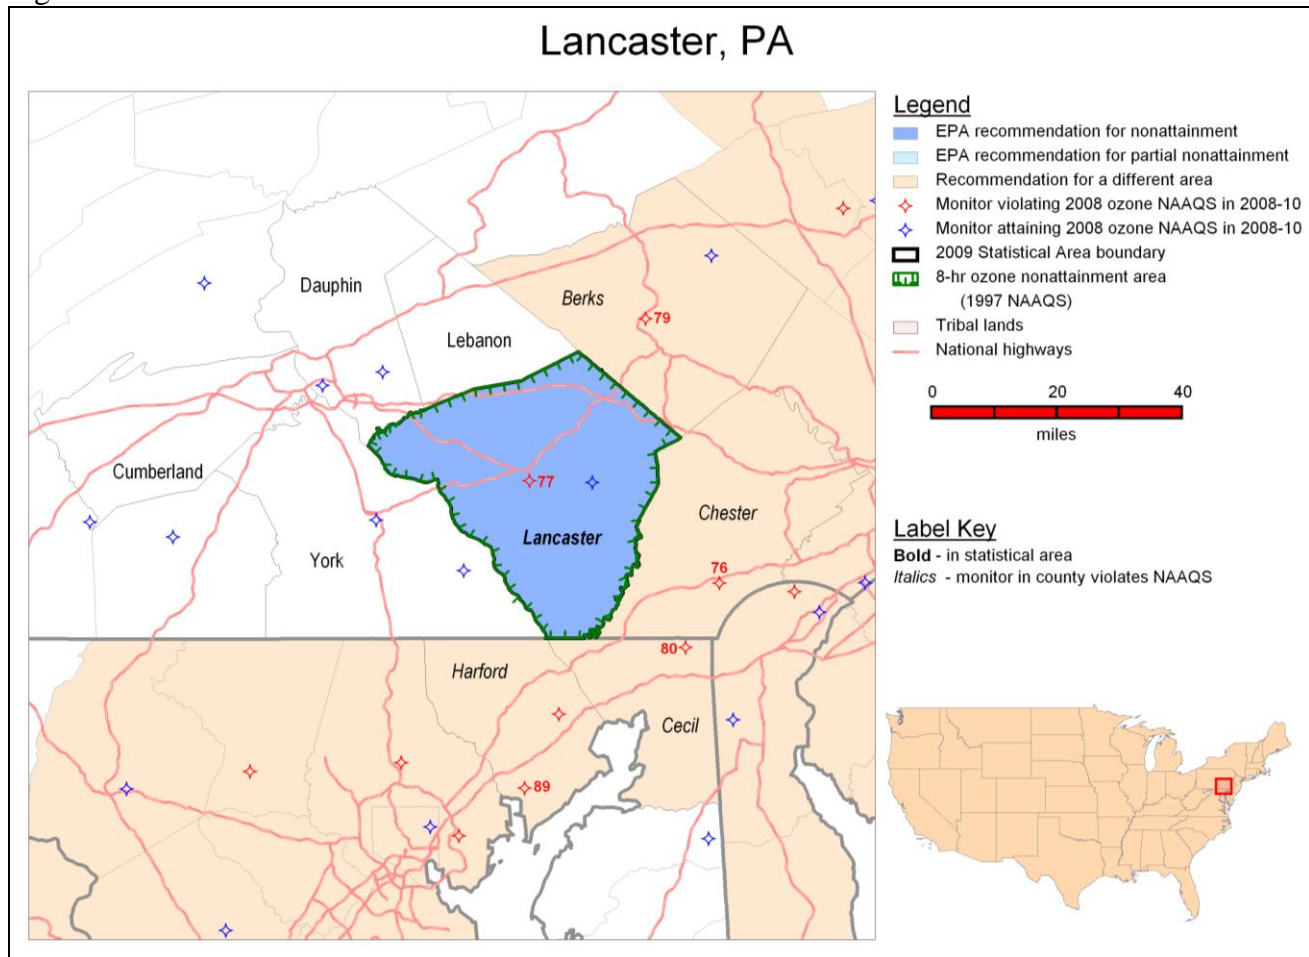 Lancaster, PA
Dauphin
Berks
79
Lebanon
Cumberland
77
Chester
Lancaster
York
76
80
Harford
Cecil
89
Legend
EPA recommendation for nonattainment
EPA recommendation for partial nonattainment
Recommendation for a different area
Monitor violating 2008 ozone NAAQS in 2008-10
Monitor attaining 2008 ozone NAAQS in 2008-10
2009 Statistical Area boundary
8-hr ozone nonattainment area
(1997 NAAQS)
Tribal lands
National highways
0 20 40
miles
Label Key
Bold - in statistical area
Italics - monitor in county violates NAAQS